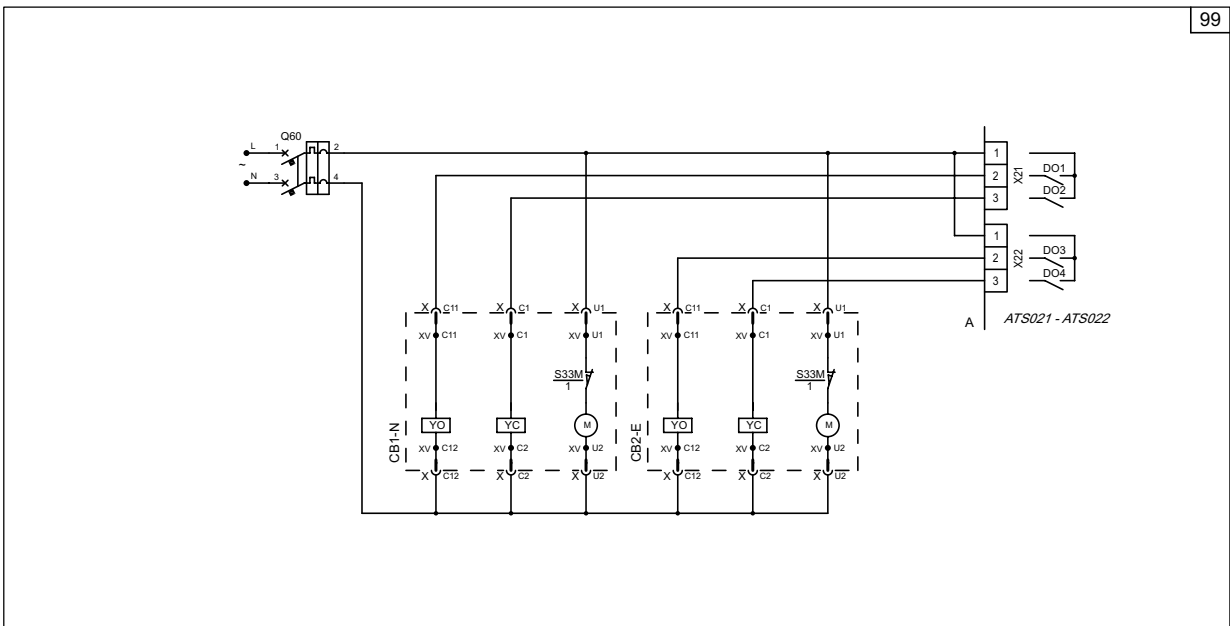 99
Q60
L 1 2
~
N 3 4
1
2 DO1
X21
3 DO2
1
2 DO3
X22
3 DO4
A ATS021 - ATS022
X C11 X C1 X U1 X C11 X C1 X U1
XV C11 XV C1 XV U1 XV C11 XV C1 XV U1
S33M S33M
1 1
CB1-N YO YC M CB2-E YO YC M
XV C12 XV C2 XV U2 XV C12 XV C2 XV U2
X C12 X C2 X U2 X C12 X C2 X U2